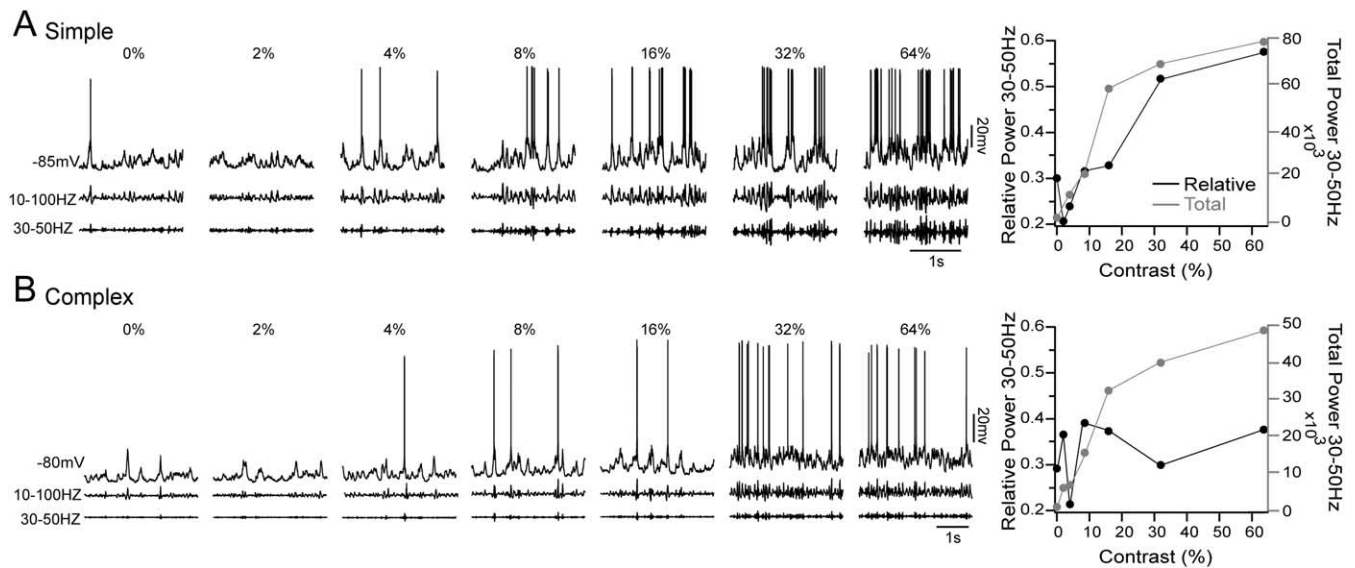 A Simple
0% 2% 4% 8% 16% 32% 64%
-85mV
10-100HZ
30-50HZ
20mv
1s
Relative Power 30-50Hz
0.6
0.5
0.4
0.3
0.3
0.2
Relative
Total
80
60
40
20
0
Total Power 30-50Hz
x103
0 10 20 30 40 50 60
Contrast (%)
B Complex
0% 2% 4% 8% 16% 32% 64%
-80mV
10-100HZ
30-50HZ
20mv
1s
Relative Power 30-50Hz
0.6
0.5
0.4
0.3
0.2
50
40
30
20
10
0
Total Power 30-50Hz
x103
0 10 20 30 40 50 60
Contrast (%)